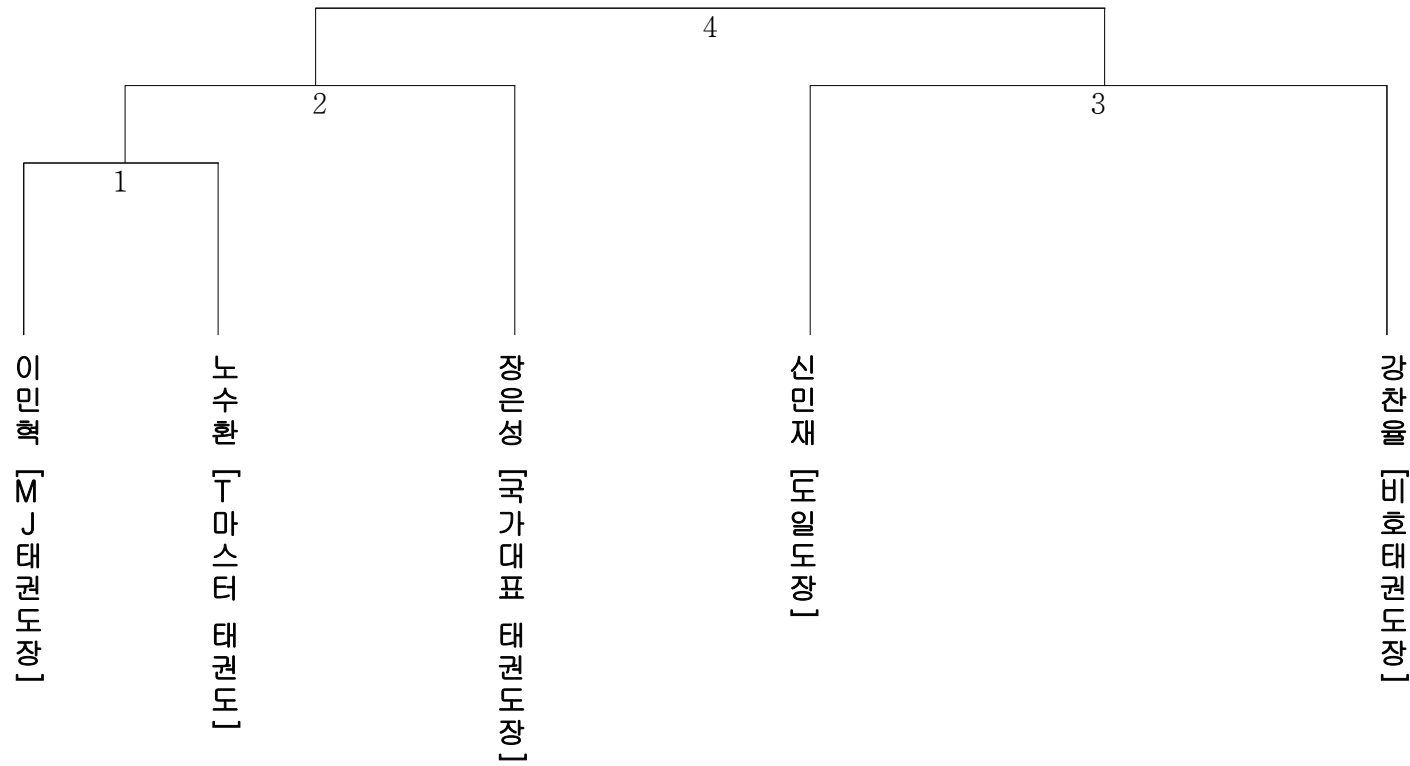 4
2
3
1
이민혁 [MJ태권도장]
노수환 [T마스터 태권도]
장은성 [국가대표 태권도장]
신민재 [도일도장]
강찬율 [비호태권도장]